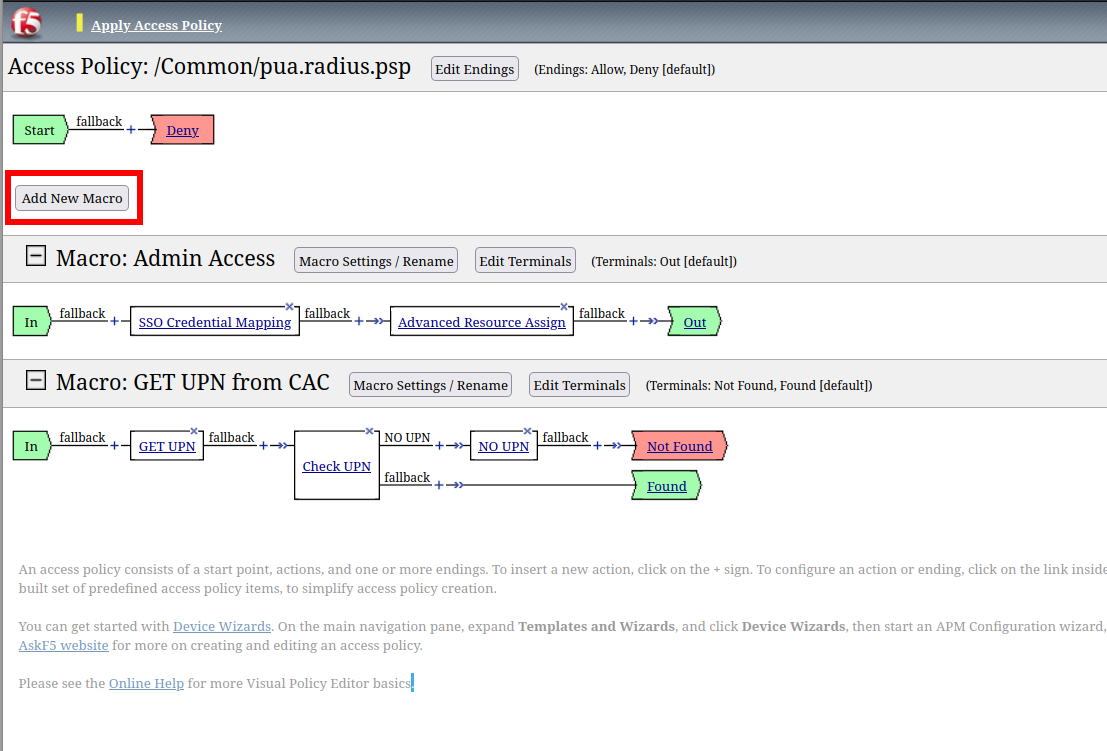 f5 Apply Access Policy
Access Policy: /Common/pua.radius.psp Edit Endings (Endings: Allow, Deny [default])
Start fallback + Deny
Add New Macro
Macro: Admin Access Macro Settings / Rename Edit Terminals (Terminals: Out [default])
In fallback + SSO Credential Mapping fallback + Advanced Resource Assign fallback + Out
Macro: GET UPN from CAC Macro Settings / Rename Edit Terminals (Terminals: Not Found, Found [default])
In fallback + GET UPN fallback + Check UPN NO UPN + NO UPN fallback + Not Found
fallback + Found
An access policy consists of a start point, actions, and one or more endings. To insert a new action, click on the + sign. To configure an action or ending, click on the link inside
built set of predefined access policy items, to simplify access policy creation.
You can get started with Device Wizards. On the main navigation pane, expand Templates and Wizards, and click Device Wizards, then start an APM Configuration wizard,
AskF5 website for more on creating and editing an access policy.
Please see the Online Help for more Visual Policy Editor basics.